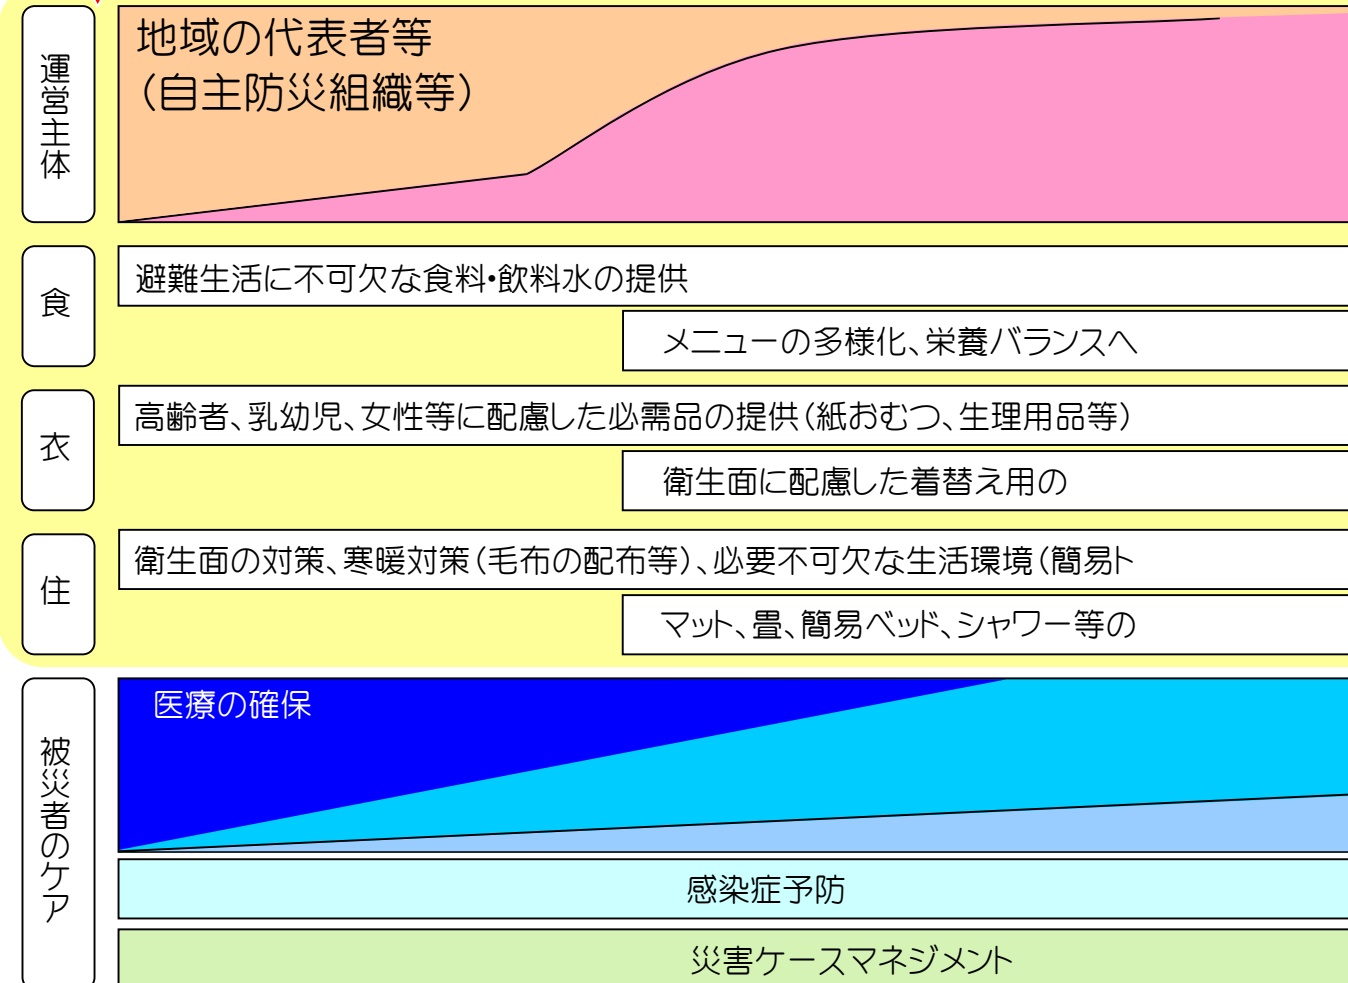 運営主体
地域の代表者等
（自主防災組織等）
食
避難生活に不可欠な食料・飲料水の提供
メニューの多様化、栄養バランスへ
衣
高齢者、乳幼児、女性等に配慮した必需品の提供（紙おむつ、生理用品等）
衛生面に配慮した着替え用の
住
衛生面の対策、寒暖対策（毛布の配布等）、必要不可欠な生活環境（簡易ト
マット、畳、簡易ベッド、シャワー等の
被災者のケア
医療の確保
感染症予防
災害ケースマネジメント